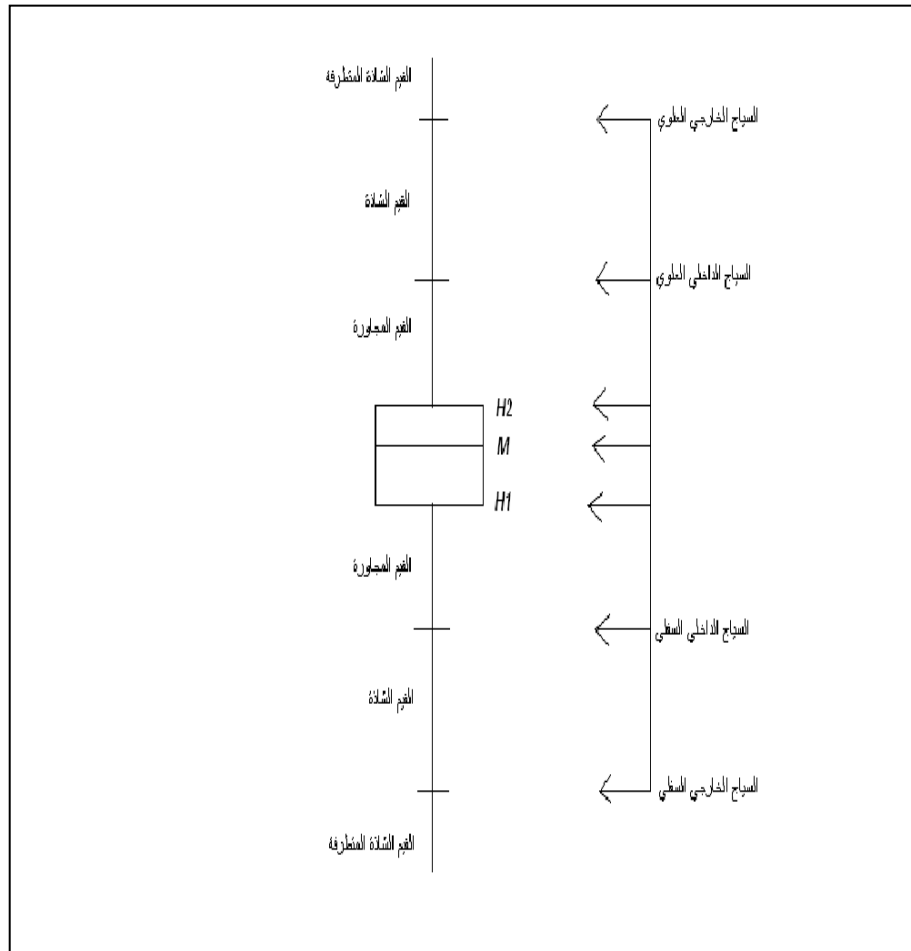 القيم الشاذة المتطرفة
السياج الخارجي العلوي
القيم الشاذة
السياج الداخلي العلوي
القيم المجاورة
H2
M
H1
القيم المجاورة
السياج الداخلي السفلي
القيم الشاذة
السياج الخارجي السفلي
القيم الشاذة المتطرفة